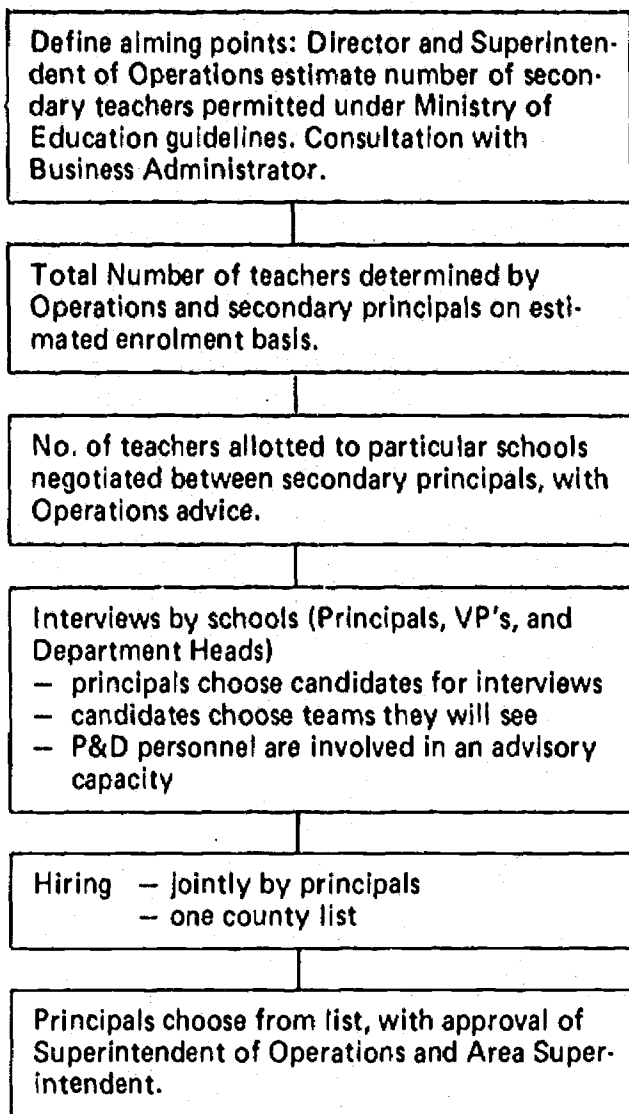 Define aiming points: Director and Superinten-
dent of Operations estimate number of secon-
dary teachers permitted under Ministry of
Education guidelines. Consultation with
Business Administrator.
Total Number of teachers determined by
Operations and secondary principals on esti-
mated enrolment basis.
No. of teachers allotted to particular schools
negotiated between secondary principals, with
Operations advice.
Interviews by schools (Principals, VP's, and
Department Heads)
– principals choose candidates for interviews
– candidates choose teams they will see
– P&D personnel are involved in an advisory
capacity
Hiring – jointly by principals
– one county list
Principals choose from list, with approval of
Superintendent of Operations and Area Super-
intendent.